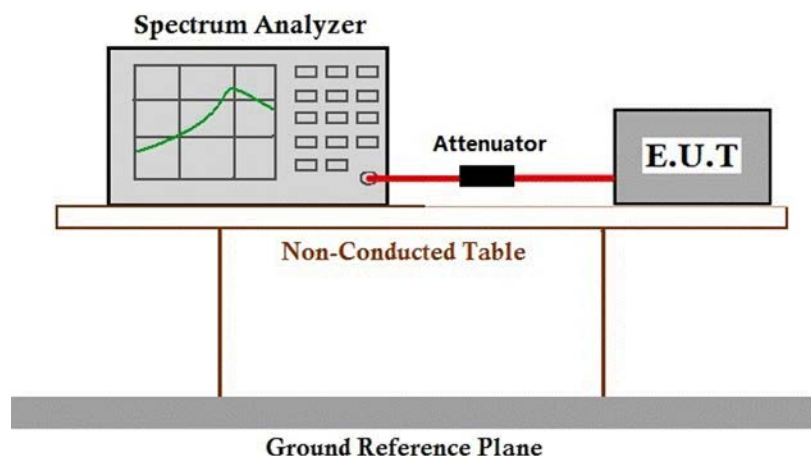 Spectrum Analyzer
Attenuator
E.U.T
Non-Conducted Table
Ground Reference Plane